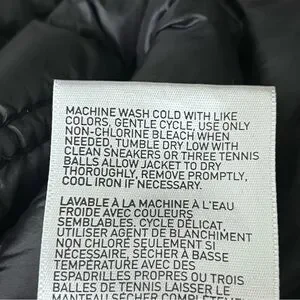 MACHINE WASH COLD WITH LIKE
COLORS, GENTLE CYCLE, USE ONLY
NON-CHLORINE BLEACH WHEN
NEEDED, TUMBLE DRY LOW WITH
CLEAN SNEAKERS OR THREE TENNIS
BALLS ALLOW JACKET TO DRY
THOROUGHLY, REMOVE PROMPTLY,
COOL IRON IF NECESSARY.
LAVABLE À LA MACHINE À L'EAU
FROIDE AVEC COULEURS
SEMBLABLES, CYCLE DÉLICAT,
UTILISER AGENT DE BLANCHIMENT
NON CHLORÉ SEULEMENT SI
NÉCESSAIRE, SÉCHER À BASSE
TEMPÉRATURE AVEC DES
ESPADRILLES PROPRES OU TROIS
BALLES DE TENNIS LAISSER LE
MANTEAU SÉCHER